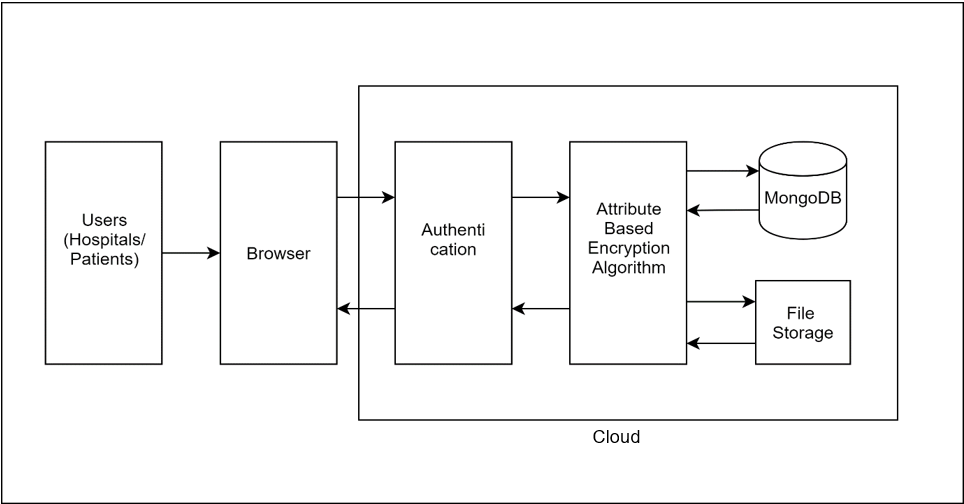 Users
(Hospitals/
Patients)
Browser
Authenti
cation
Attribute
Based
Encryption
Algorithm
MongoDB
File
Storage
Cloud